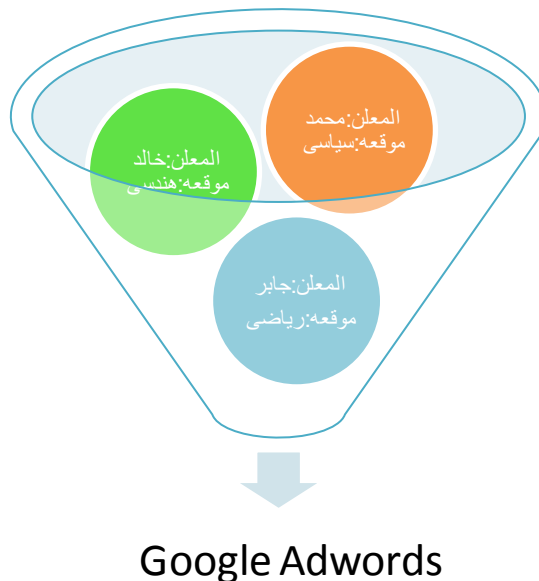 المعلن:محمد
موقعه:سياسى
المعلن:خالد
موقعه:هندسى
المعلن:جابر
موقعه:رياضى
Google Adwords